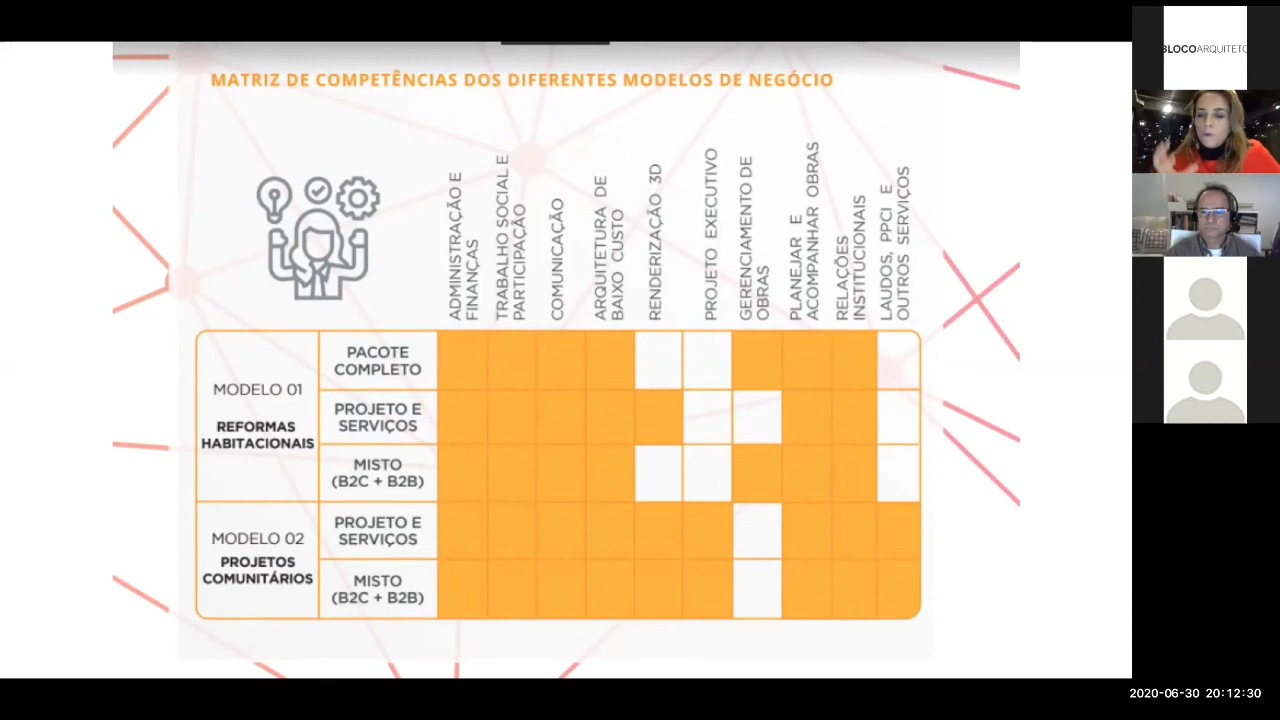 MATRIZ DE COMPETÊNCIAS DOS DIFERENTES MODELOS DE NEGÓCIO
ADMINISTRAÇÃO E
FINANÇAS
TRABALHO SOCIAL E
PARTICIPAÇÃO
COMUNICAÇÃO
ARQUITETURA DE
BAIXO CUSTO
RENDERIZAÇÃO 3D
PROJETO EXECUTIVO
GERENCIAMENTO DE
OBRAS
PLANEJAR E
ACOMPANHAR OBRAS
RELAÇÕES
INSTITUCIONAIS
LAUDOS, PPCI E
OUTROS SERVIÇOS
MODELO 01
REFORMAS
HABITACIONAIS
PACOTE
COMPLETO
PROJETO E
SERVIÇOS
MISTO
(B2C + B2B)
MODELO 02
PROJETOS
COMUNITÁRIOS
PROJETO E
SERVIÇOS
MISTO
(B2C + B2B)
BLOCOARQUITETO
2020-06-30 20:12:30